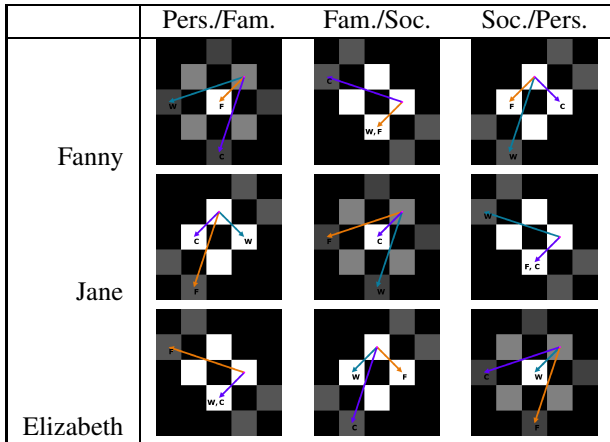 Pers./Fam. Fam./Soc. Soc./Pers.
W F C
C W, F
F C W
Fanny
C W F
F C W
W F, C
Jane
F W, C
W F C
C W F
Elizabeth